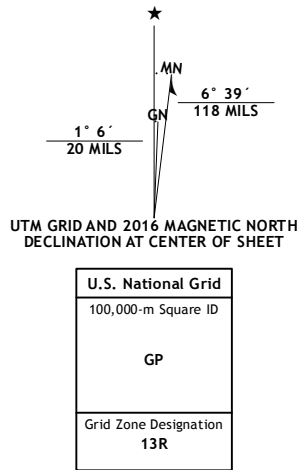 MN
GN
6° 39´
118 MILS
1° 6´
20 MILS
UTM GRID AND 2016 MAGNETIC NORTH
DECLINATION AT CENTER OF SHEET
U.S. National Grid
100,000-m Square ID
GP
Grid Zone Designation
13R